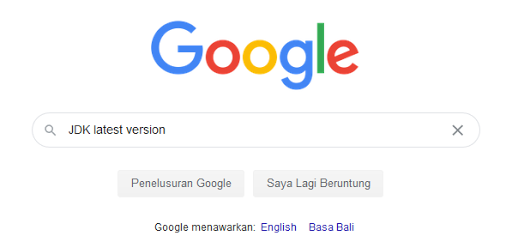 Google
JDK latest version
Penelusuran Google Saya Lagi Beruntung
Google menawarkan: English Basa Bali